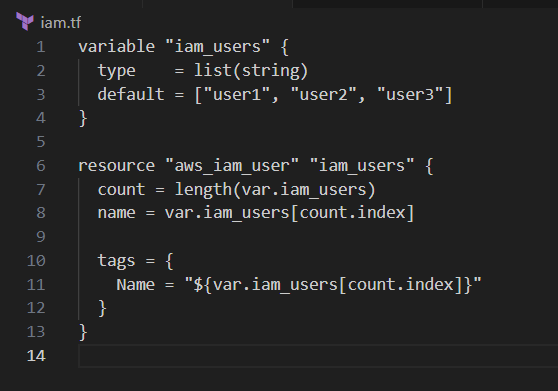 iam.tf
1 variable "iam_users" {
2   type    = list(string)
3   default = ["user1", "user2", "user3"]
4 }
5
6 resource "aws_iam_user" "iam_users" {
7   count = length(var.iam_users)
8   name = var.iam_users[count.index]
9
10   tags = {
11     Name = "${var.iam_users[count.index]}"
12   }
13 }
14